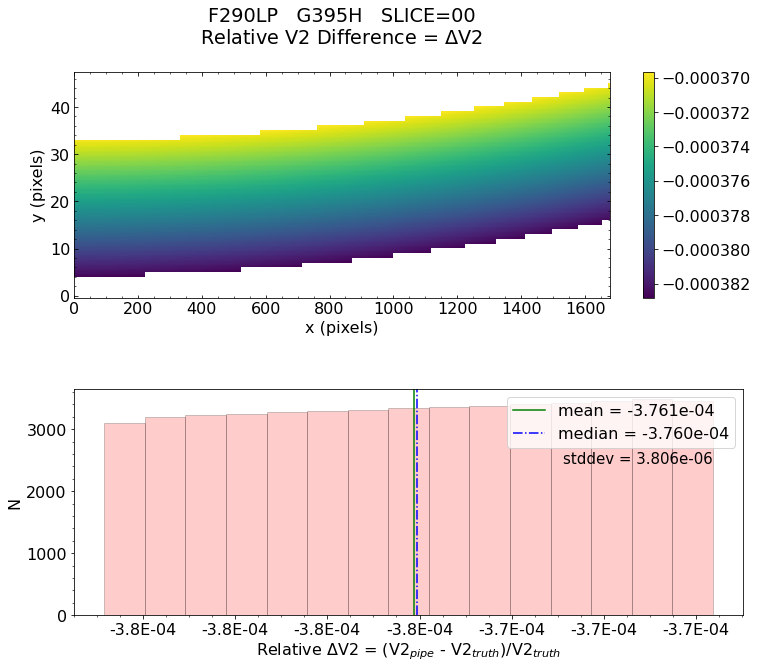 F290LP   G395H   SLICE=00
Relative V2 Difference = ΔV2
y (pixels)
40
30
20
10
0
0 200 400 600 800 1000 1200 1400 1600
x (pixels)
−0.000370
−0.000372
−0.000374
−0.000376
−0.000378
−0.000380
−0.000382
N
3000
2000
1000
0
mean = -3.761e-04
median = -3.760e-04
stddev = 3.806e-06
-3.8E-04 -3.8E-04 -3.8E-04 -3.8E-04 -3.7E-04 -3.7E-04 -3.7E-04
Relative ΔV2 = (V2pipe - V2truth)/V2truth